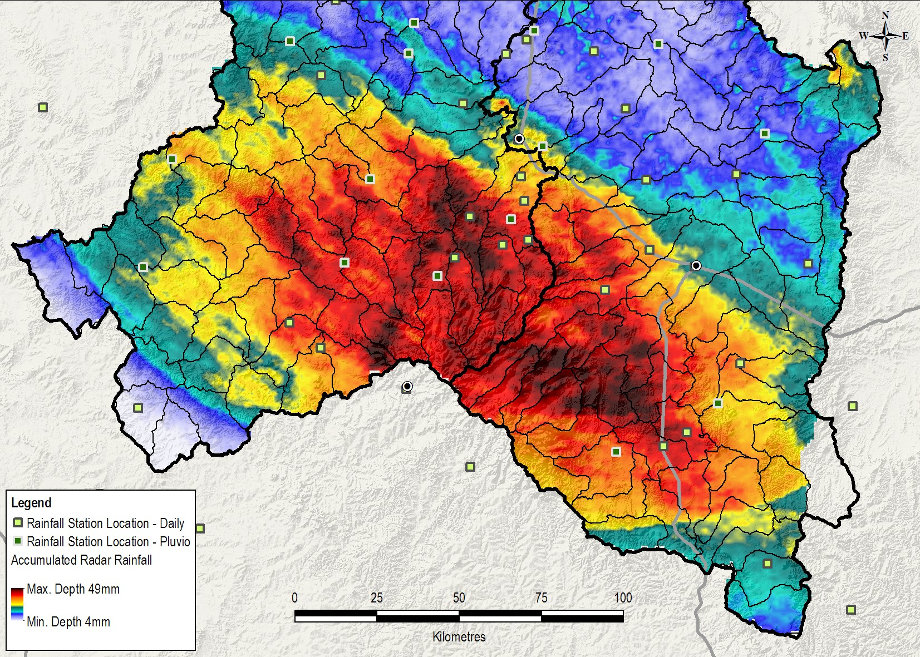 N
W E
S
Legend
Rainfall Station Location - Daily
Rainfall Station Location - Pluvio
Accumulated Radar Rainfall
Max. Depth 49mm
Min. Depth 4mm
0 25 50 75 100
Kilometres